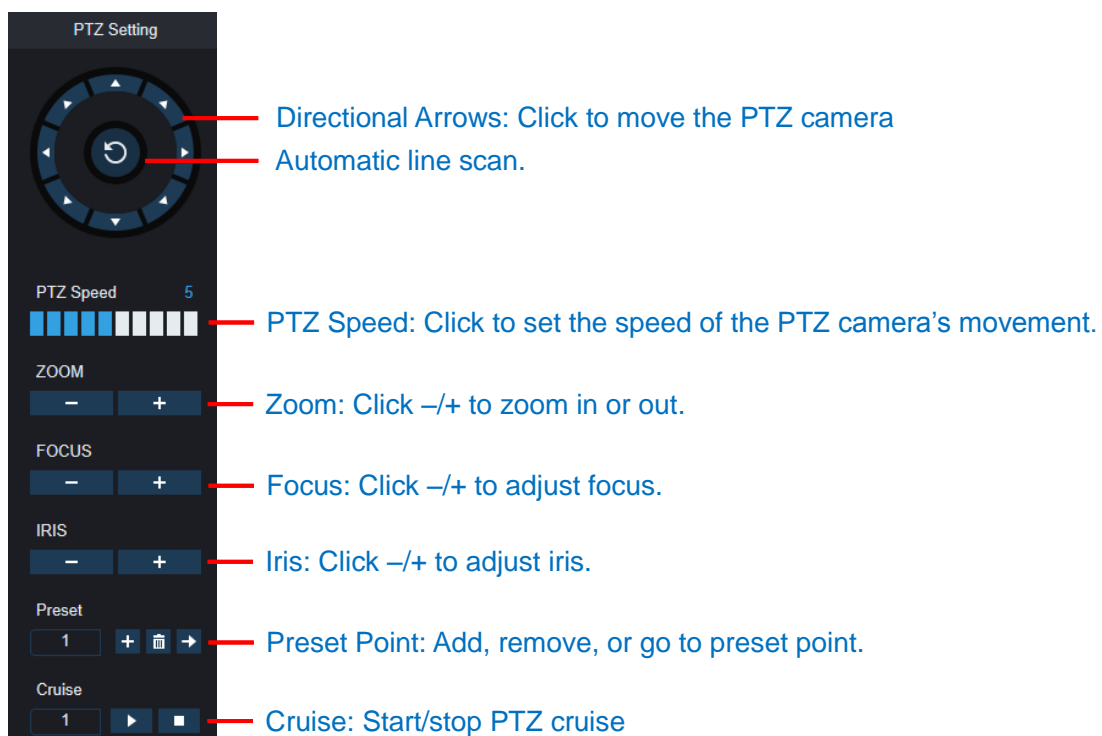 PTZ Setting
Directional Arrows: Click to move the PTZ camera
Automatic line scan.
PTZ Speed 5
PTZ Speed: Click to set the speed of the PTZ camera’s movement.
ZOOM
– +
Zoom: Click –/+ to zoom in or out.
FOCUS
– +
Focus: Click –/+ to adjust focus.
IRIS
– +
Iris: Click –/+ to adjust iris.
Preset
1 +
Preset Point: Add, remove, or go to preset point.
Cruise
1
Cruise: Start/stop PTZ cruise